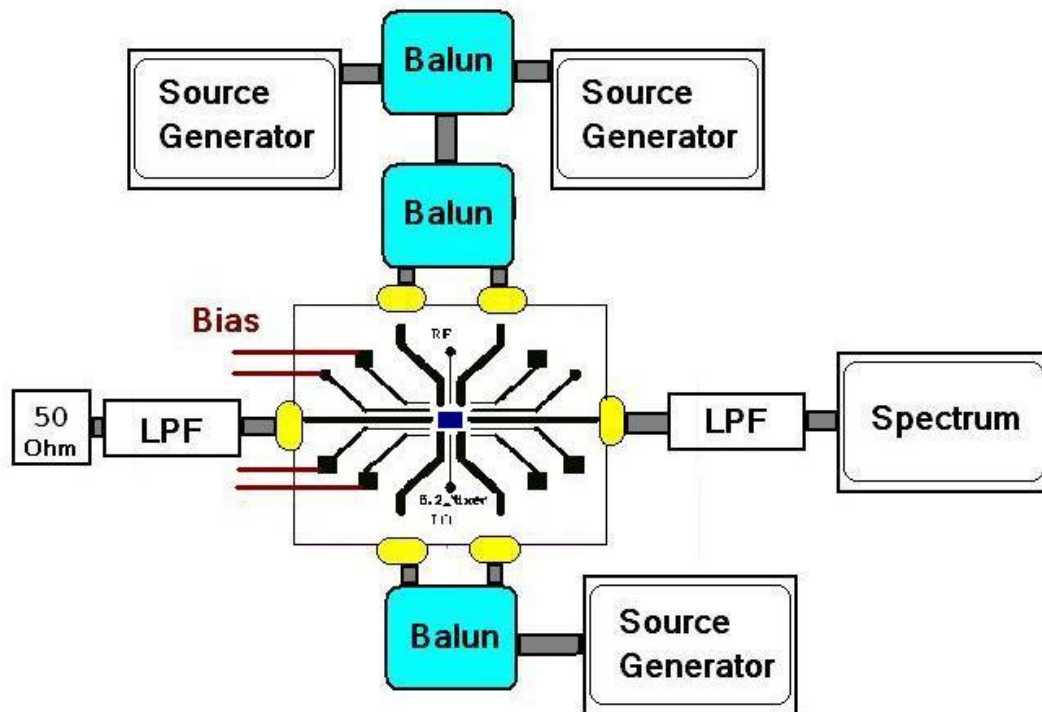 Balun
Source
Generator
Source
Generator
Balun
Bias
RF
50
Ohm
LPF
LPF
Spectrum
Balun
Source
Generator